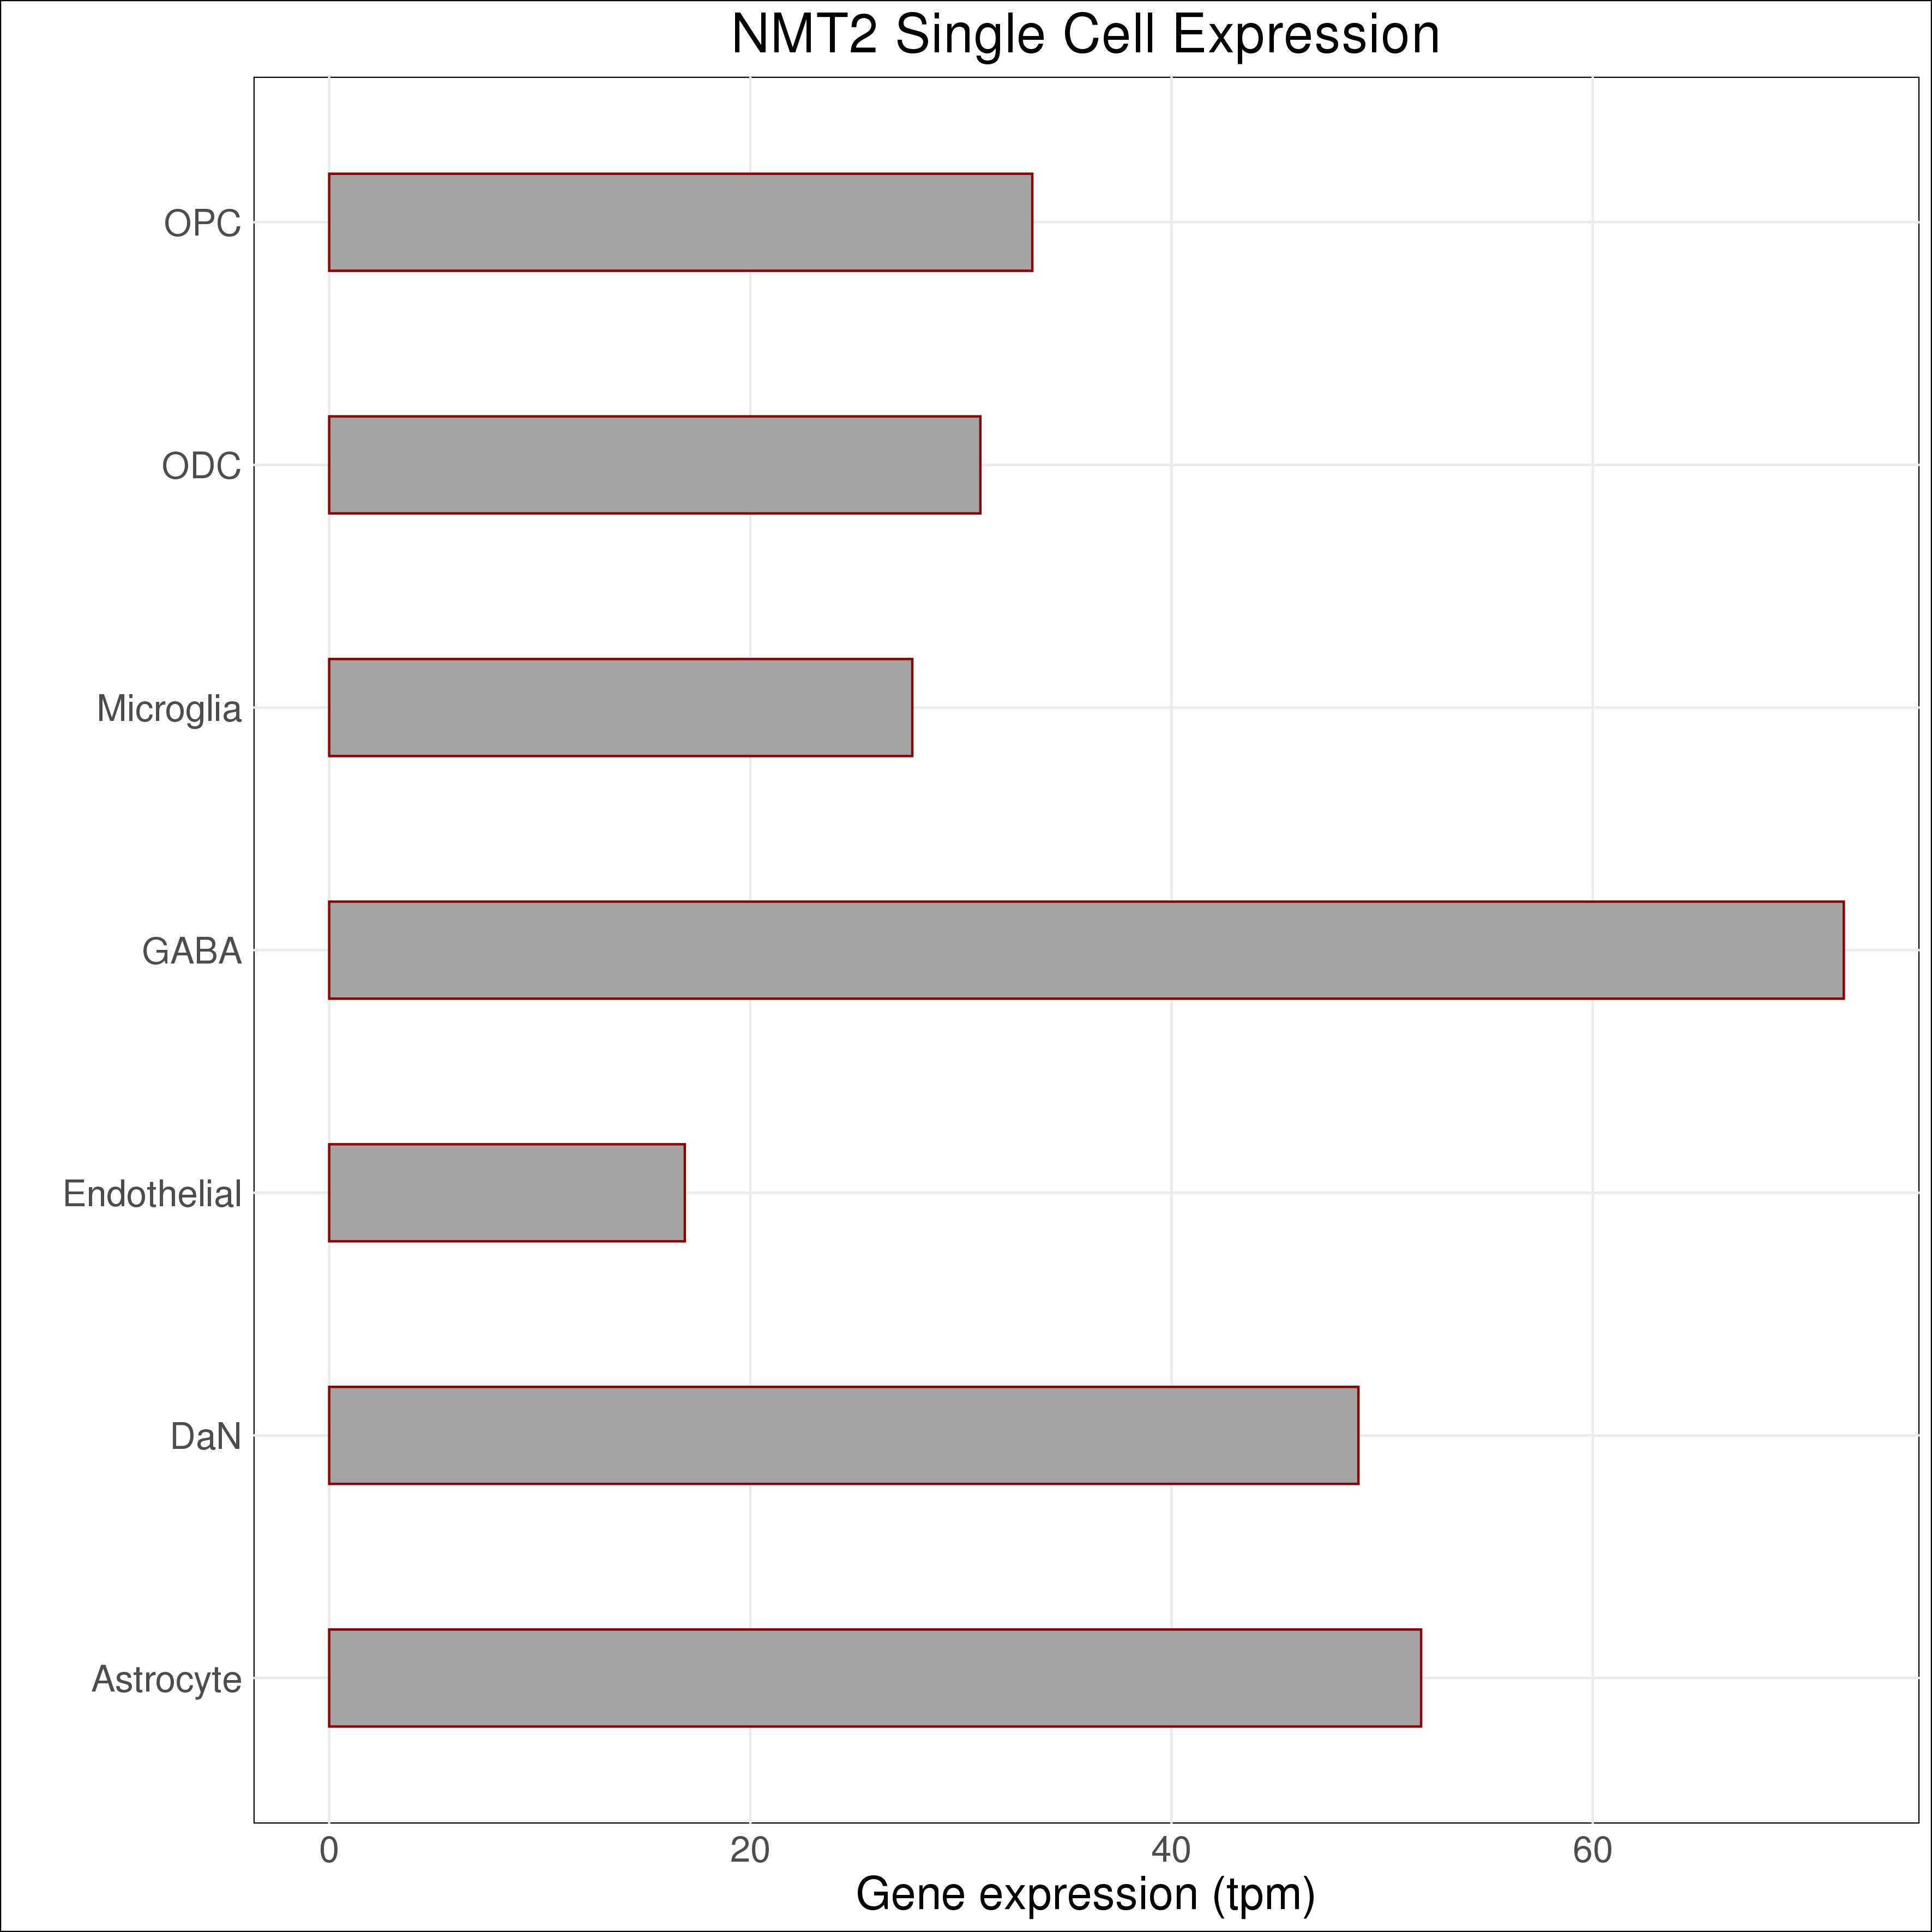 NMT2 Single Cell Expression
OPC
ODC
Microglia
GABA
Endothelial
DaN
Astrocyte
0 20 40 60
Gene expression (tpm)